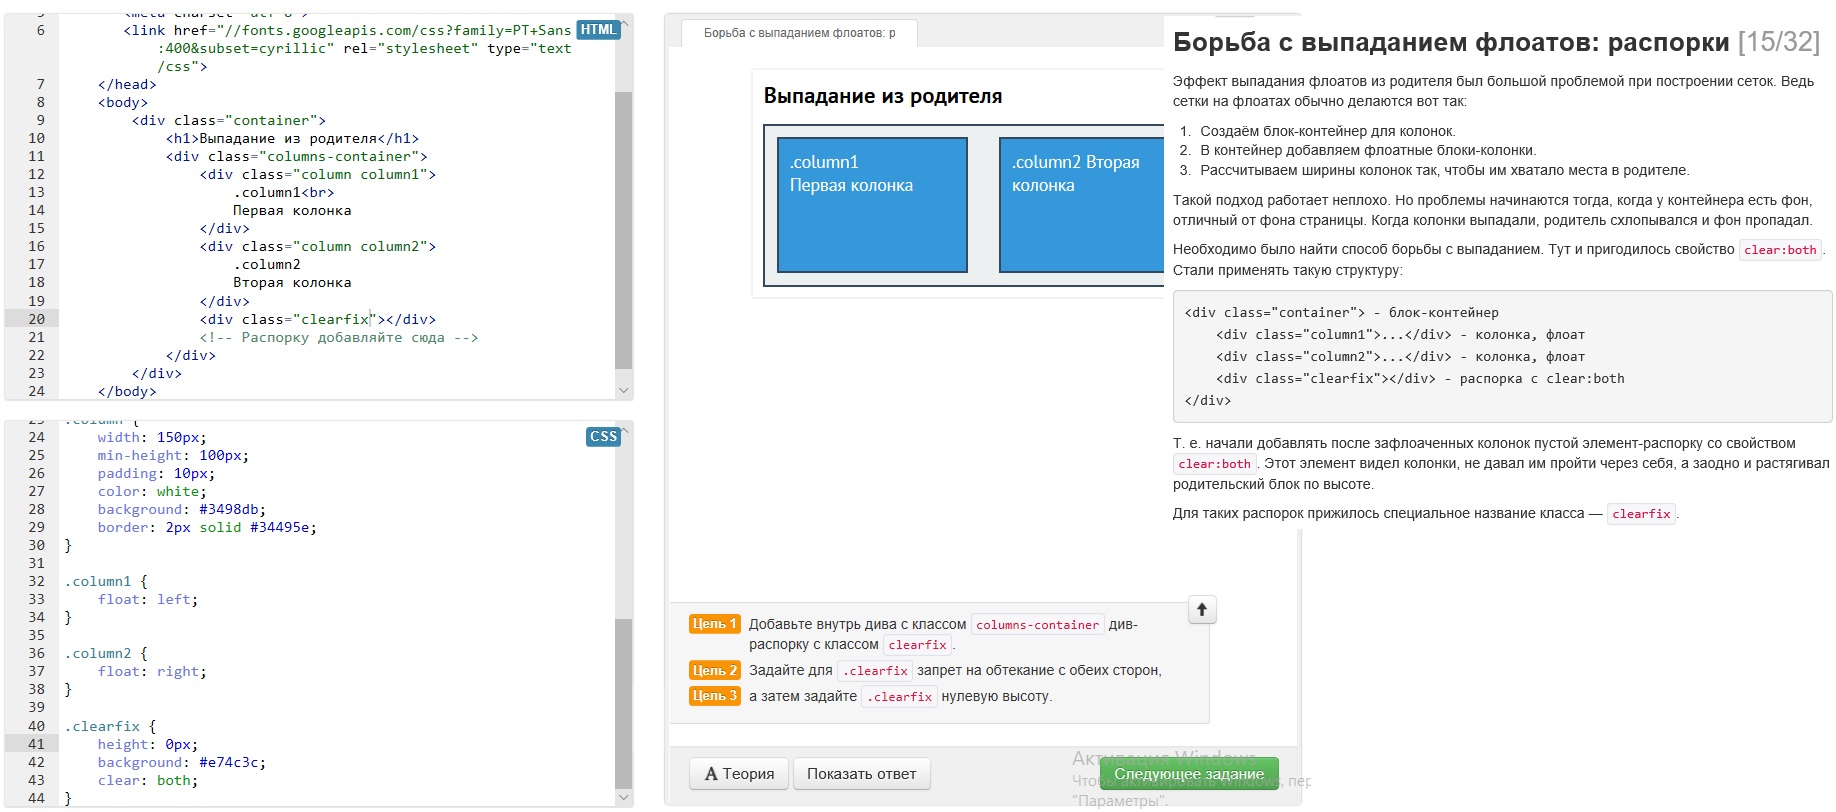 5 <meta charset="utf-8">
6 <link href="//fonts.googleapis.com/css?family=PT+Sans
:400&subset=cyrillic" rel="stylesheet" type="text
/css">
7 </head>
8 <body>
9 <div class="container">
10 <h1>Выпадание из родителя</h1>
11 <div class="columns-container">
12 <div class="column column1">
13 .column1<br>
14 Первая колонка
15 </div>
16 <div class="column column2">
17 .column2
18 Вторая колонка
19 </div>
20 <div class="clearfix"></div>
21 <!-- Распорку добавляйте сюда -->
22 </div>
23 </div>
24 </body>
HTML
23 .column {
24 width: 150px;
25 min-height: 100px;
26 padding: 10px;
27 color: white;
28 background: #3498db;
29 border: 2px solid #34495e;
30 }
31
32 .column1 {
33 float: left;
34 }
35
36 .column2 {
37 float: right;
38 }
39
40 .clearfix {
41 height: 0px;
42 background: #e74c3c;
43 clear: both;
44 }
CSS
Борьба с выпаданием флоатов: р
Выпадание из родителя
.column1
Первая колонка
.column2 Вторая
колонка
Цель 1 Добавьте внутрь дива с классом columns-container див-
распорку с классом clearfix.
Цель 2 Задайте для .clearfix запрет на обтекание с обеих сторон,
Цель 3 а затем задайте .clearfix нулевую высоту.
Теория
Показать ответ
Следующее задание
Активация Windows
Чтобы активировать Windows, пер
"Параметры".
Борьба с выпаданием флоатов: распорки [15/32]
Эффект выпадания флоатов из родителя был большой проблемой при построении сеток. Ведь
сетки на флоатах обычно делаются вот так:
1. Создаём блок-контейнер для колонок.
2. В контейнер добавляем флоатные блоки-колонки.
3. Рассчитываем ширины колонок так, чтобы им хватало места в родителе.
Такой подход работает неплохо. Но проблемы начинаются тогда, когда у контейнера есть фон,
отличный от фона страницы. Когда колонки выпадали, родитель схлопывался и фон пропадал.
Необходимо было найти способ борьбы с выпаданием. Тут и пригодилось свойство clear:both.
Стали применять такую структуру:
<div class="container"> - блок-контейнер
<div class="column1">...</div> - колонка, флоат
<div class="column2">...</div> - колонка, флоат
<div class="clearfix"></div> - распорка с clear:both
</div>
Т. е. начали добавлять после зафлоаченных колонок пустой элемент-распорку со свойством
clear:both. Этот элемент видел колонки, не давал им пройти через себя, а заодно и растягивал
родительский блок по высоте.
Для таких распорок прижилось специальное название класса — clearfix.